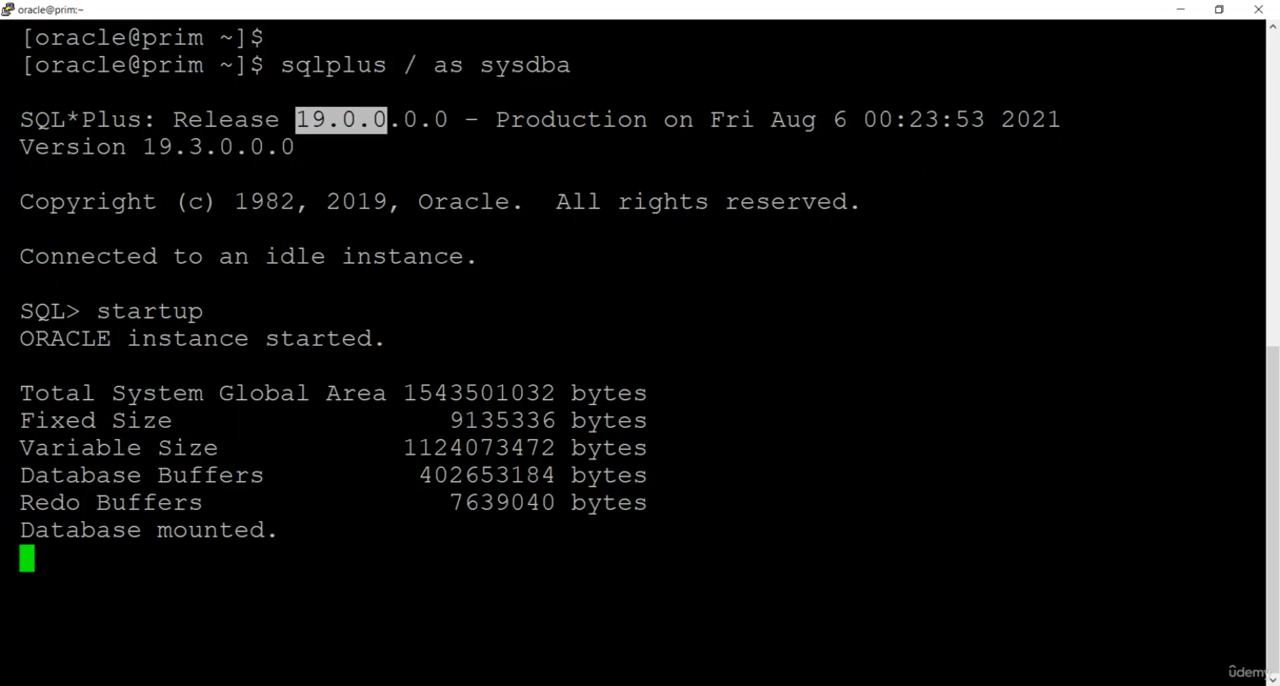 oracle@prim:~
[oracle@prim ~]$
[oracle@prim ~]$ sqlplus / as sysdba
SQL*Plus: Release 19.0.0.0.0 - Production on Fri Aug 6 00:23:53 2021
Version 19.3.0.0.0
Copyright (c) 1982, 2019, Oracle.  All rights reserved.
Connected to an idle instance.
SQL> startup
ORACLE instance started.
Total System Global Area 1543501032 bytes
Fixed Size                  9135336 bytes
Variable Size            1124073472 bytes
Database Buffers          402653184 bytes
Redo Buffers                7639040 bytes
Database mounted.
ûdemy